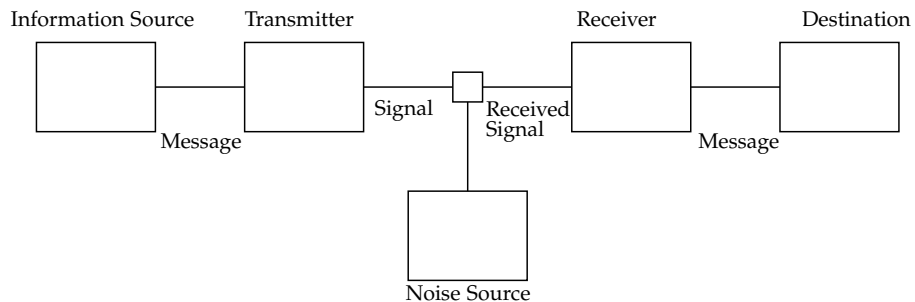 Information Source
Transmitter
Receiver
Destination
Signal
Received
Signal
Message
Message
Noise Source